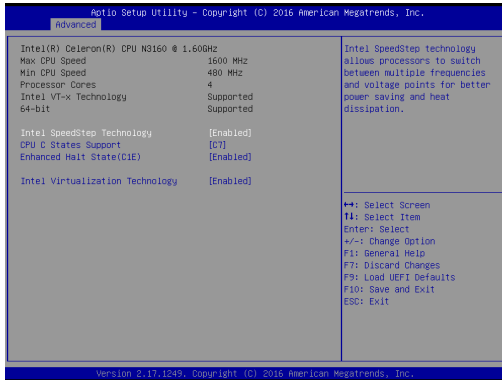 Aptio Setup Utility - Copyright (C) 2016 American Megatrends, Inc.
Advanced
Intel(R) Celeron(R) CPU N3160 @ 1.60GHz
Max CPU Speed 1600 MHz
Min CPU Speed 480 MHz
Processor Cores 4
Intel VT-x Technology Supported
64-bit Supported
Intel SpeedStep Technology [Enabled]
CPU C States Support [C7]
Enhanced Halt State(C1E) [Enabled]
Intel Virtualization Technology [Enabled]
Intel SpeedStep technology
allows processors to switch
between multiple frequencies
and voltage points for better
power saving and heat
dissipation.
↔: Select Screen
↑↓: Select Item
Enter: Select
+/-: Change Option
F1: General Help
F7: Discard Changes
F9: Load UEFI Defaults
F10: Save and Exit
ESC: Exit
Version 2.17.1249. Copyright (C) 2016 American Megatrends, Inc.